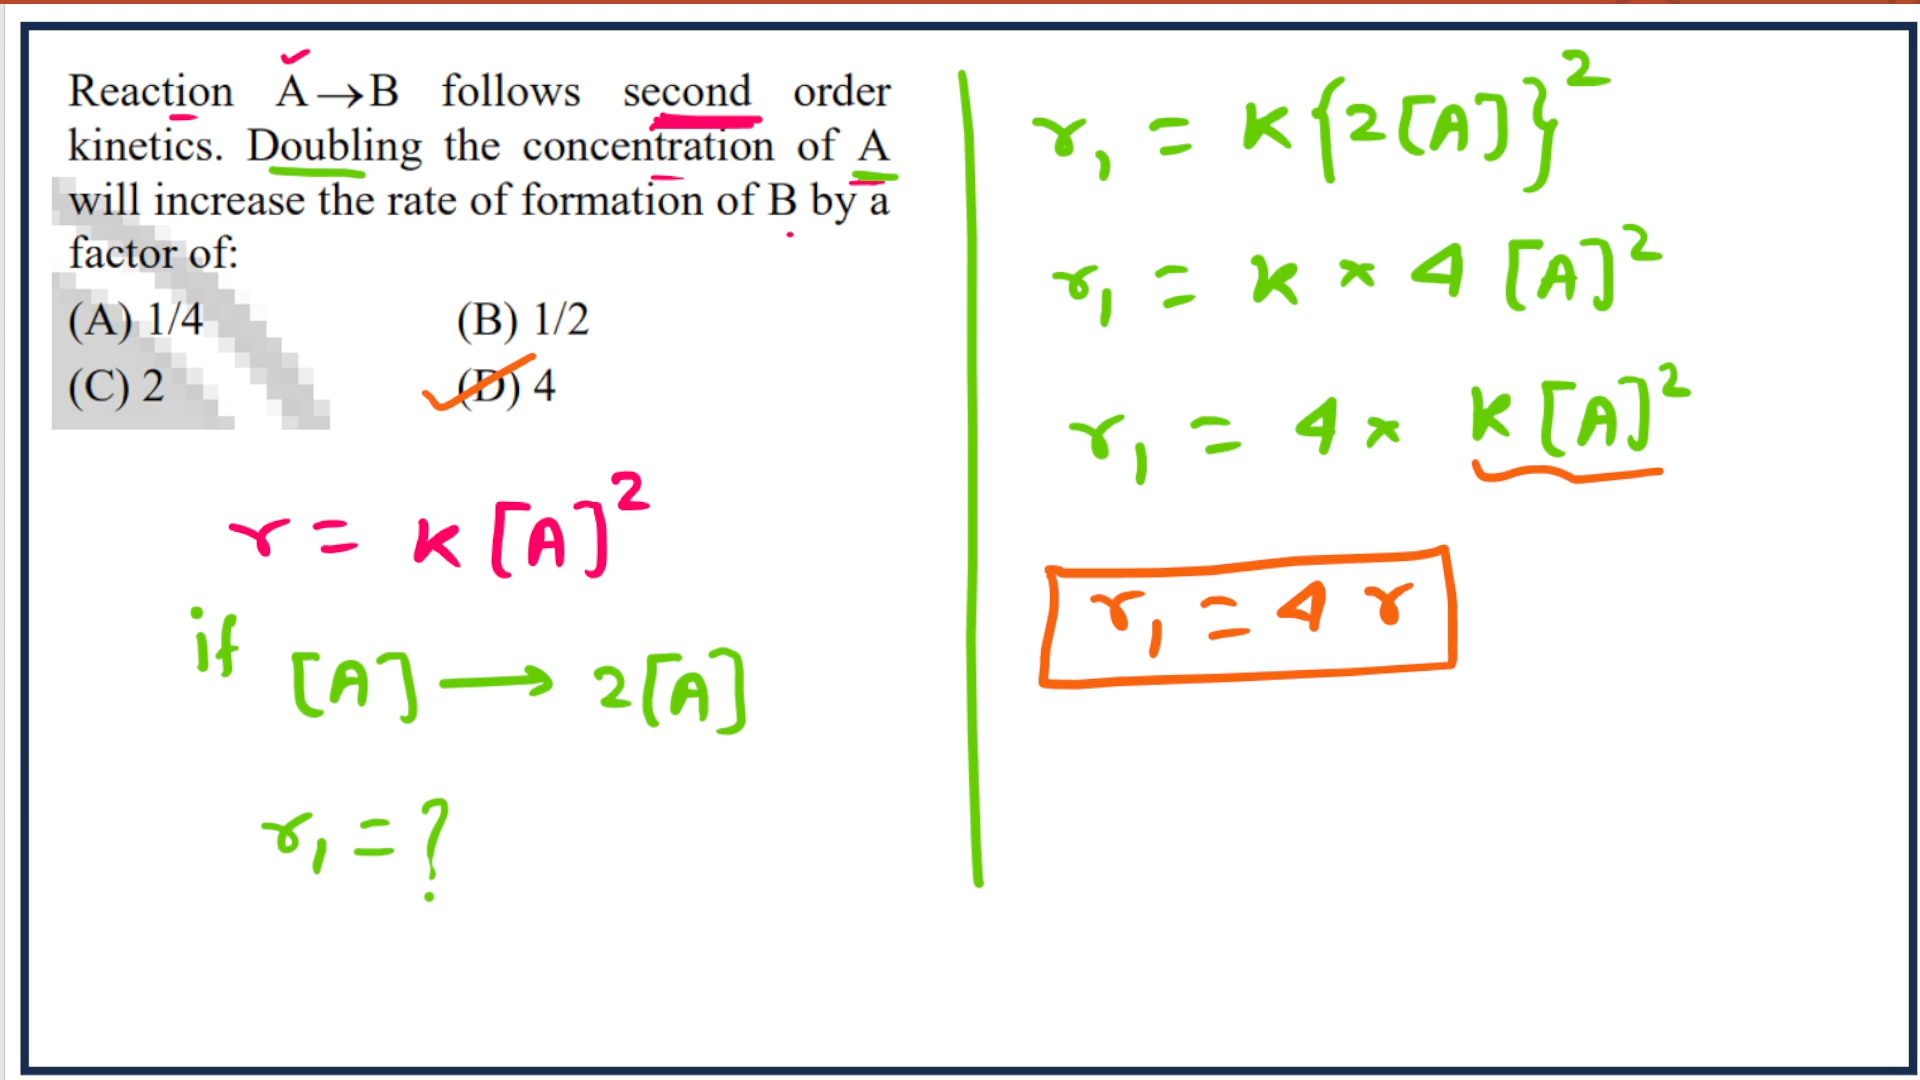 Reaction A→B follows second order
kinetics. Doubling the concentration of A
will increase the rate of formation of B by a
factor of:
(A) 1/4 (B) 1/2
(C) 2 (D) 4
r = K[A]²
if [A] → 2[A]
r₁ = ?
r₁ = K{2[A]}²
r₁ = K × 4 [A]²
r₁ = 4 × K[A]²
r₁ = 4 r